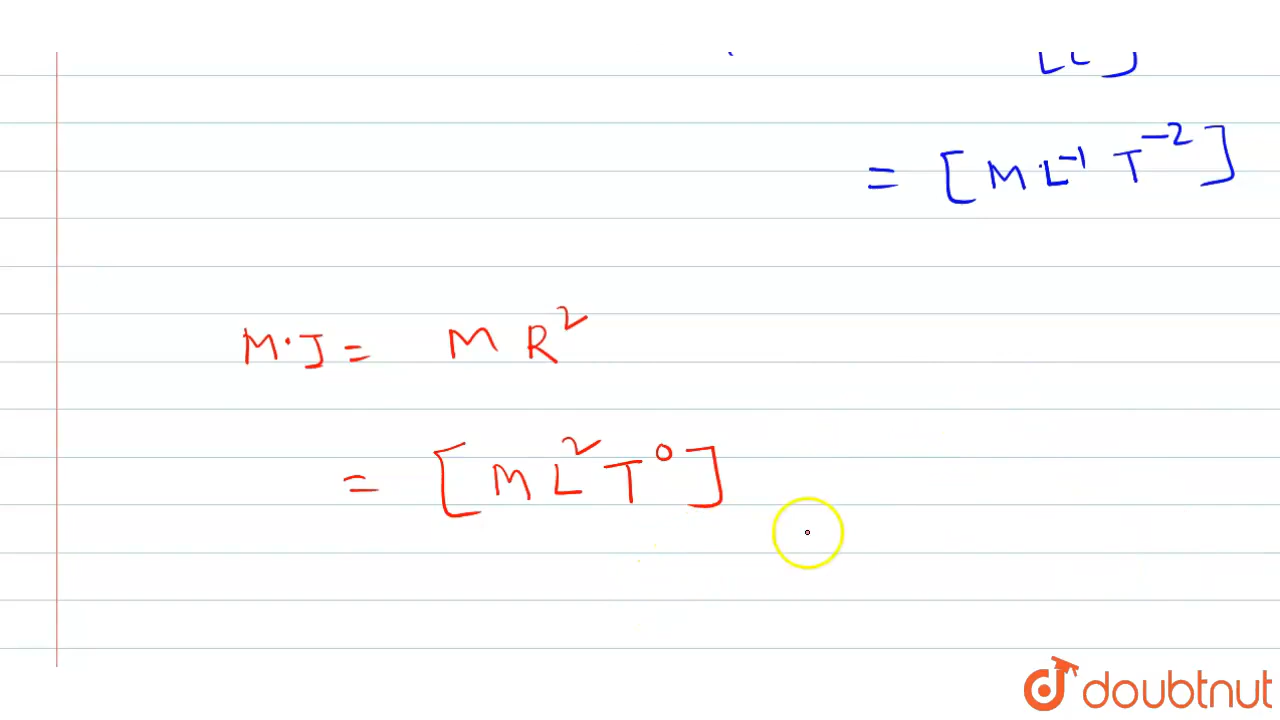 = [M L⁻¹ T⁻²]
M.I = M R²
= [M L² T⁰]
doubtnut